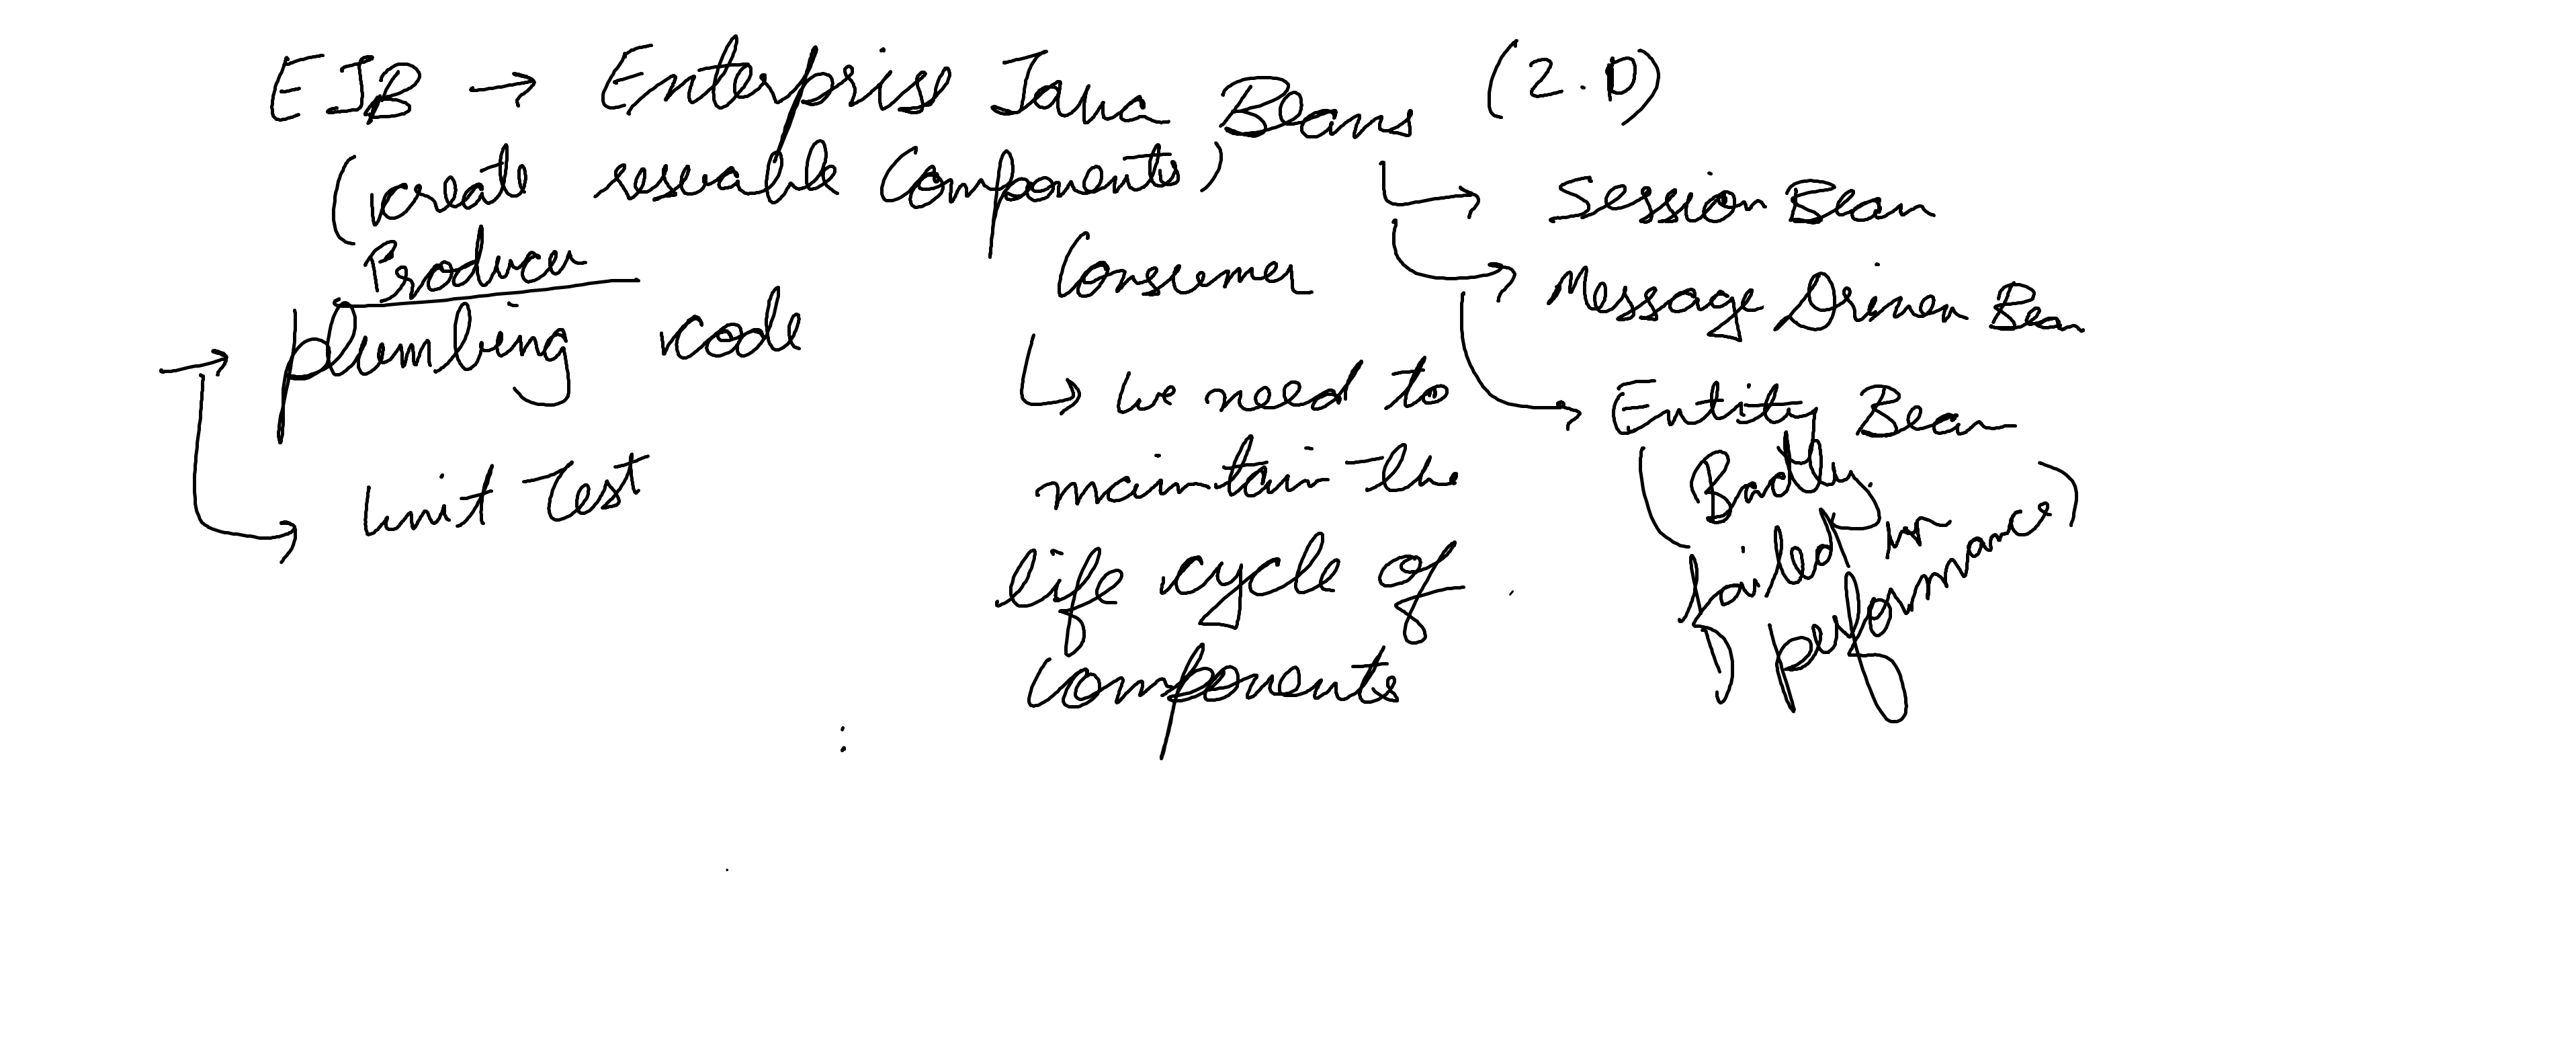 EJB → Enterprise Java Beans (2.0)
(create reusable Components)
→ Session Bean
→ Message Driven Bean
→ Entity Bean
(Badly
failed in
performance)
Producer
→ plumbing code
→ Unit Test
Consumer
→ we need to
maintain the
life cycle of
components